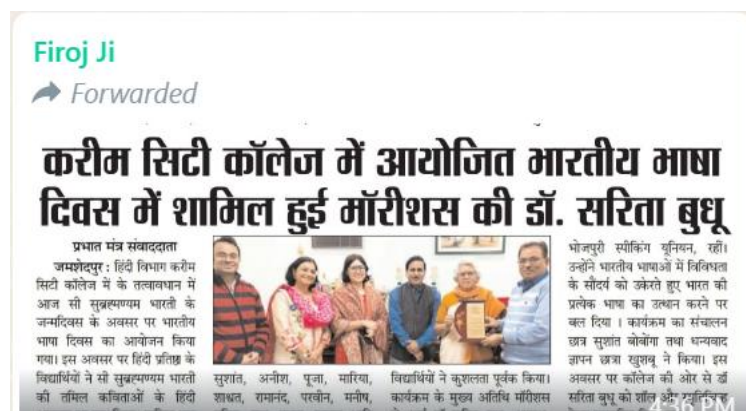 Firoj Ji
Forwarded
करीम सिटी कॉलेज में आयोजित भारतीय भाषा
दिवस में शामिल हुई मॉरीशस की डॉ. सरिता बुधू
प्रभात मंत्र संवाददाता
जमशेदपुर : हिंदी विभाग करीम
सिटी कॉलेज में के तत्वावधान में
आज सी सुब्रह्मण्यम भारती के
जन्मदिवस के अवसर पर भारतीय
भाषा दिवस का आयोजन किया
गया। इस अवसर पर हिंदी प्रतिष्ठा के
विद्यार्थियों ने सी सुब्रह्मण्यम भारती
की तमिल कविताओं के हिंदी
सुशांत, अनीश, पूजा, मारिया,
शाश्वत, रामानंद, परवीन, मनीष,
विद्यार्थियों ने कुशलता पूर्वक किया।
कार्यक्रम के मुख्य अतिथि मॉरीशस
भोजपुरी स्पीकिंग यूनियन, रहीं।
उन्होंने भारतीय भाषाओं में विविधता
के सौंदर्य को उकेरते हुए भारत की
प्रत्येक भाषा का उत्थान करने पर
बल दिया । कार्यक्रम का संचालन
छात्र सुशांत बोबोंगा तथा धन्यवाद
ज्ञापन छात्रा खुशबू ने किया। इस
अवसर पर कॉलेज की ओर से डॉ
सरिता बुधू को शॉल और
4:36 PM